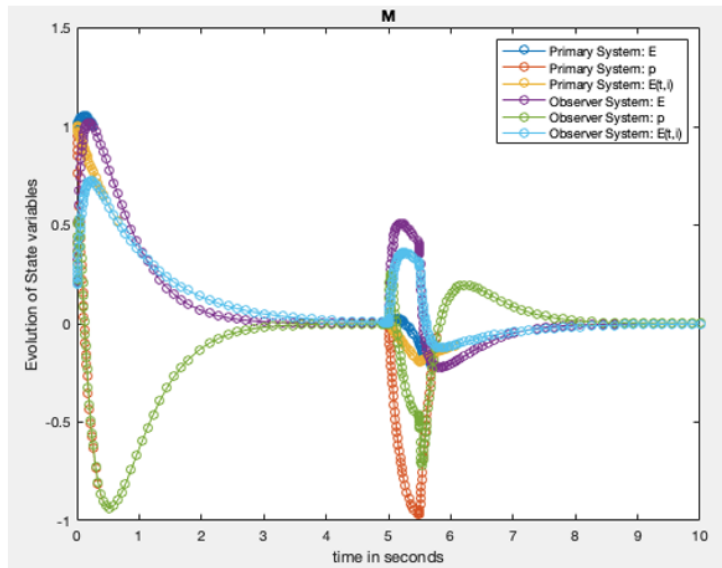 M
1.5
1
0.5
0
-0.5
-1
Evolution of State variables
Primary System: E
Primary System: p
Primary System: E(t,i)
Observer System: E
Observer System: p
Observer System: E(t,i)
0 1 2 3 4 5 6 7 8 9 10
time in seconds